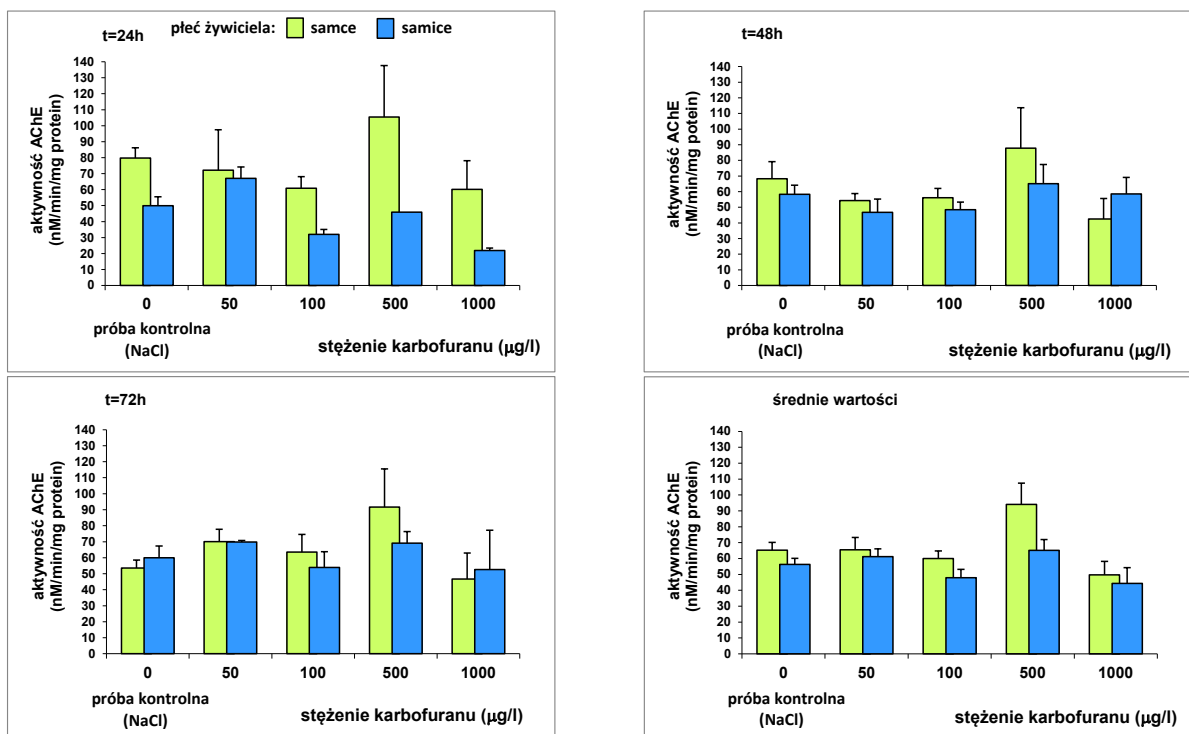 t=24h
płeć żywiciela: samce samice
aktywność AChE
(nM/min/mg protein)
140
130
120
110
100
90
80
70
60
50
40
30
20
10
0
0 50 100 500 1000
próba kontrolna
(NaCl)
stężenie karbofuranu (µg/l)
t=48h
aktywność AChE
(nM/min/mg potein)
140
130
120
110
100
90
80
70
60
50
40
30
20
10
0
0 50 100 500 1000
próba kontrolna
(NaCl)
stężenie karbofuranu (µg/l)
t=72h
aktywność AChE
(nM/min/mg protein)
140
130
120
110
100
90
80
70
60
50
40
30
20
10
0
0 50 100 500 1000
próba kontrolna
(NaCl)
stężenie karbofuranu (µg/l)
średnie wartości
aktywność AChE
(nM/min/mg protein)
140
130
120
110
100
90
80
70
60
50
40
30
20
10
0
0 50 100 500 1000
próba kontrolna
(NaCl)
stężenie karbofuranu (µg/l)